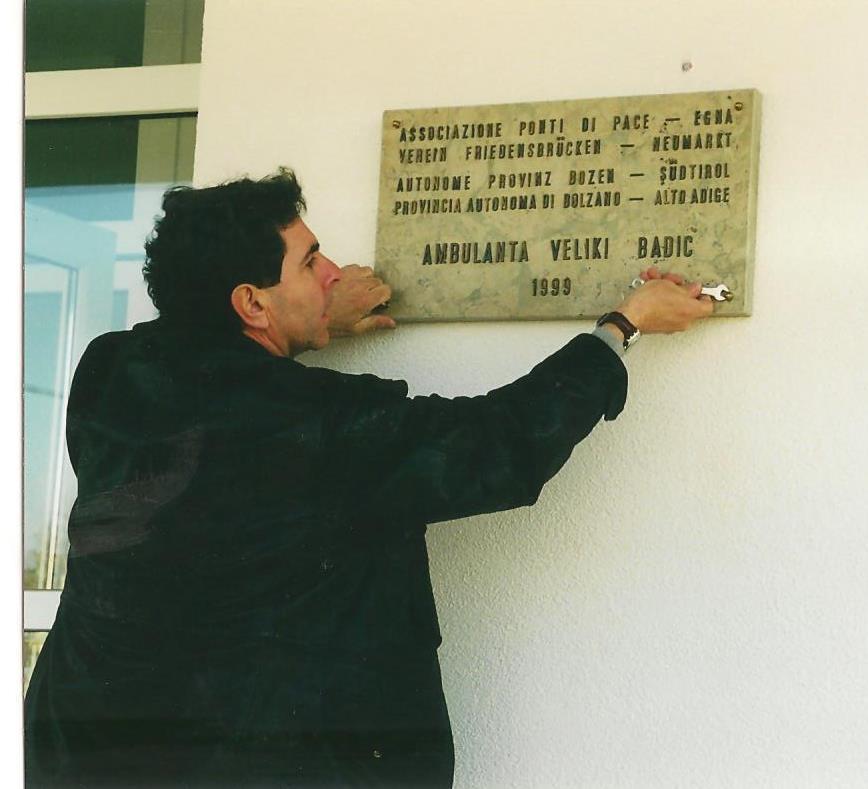 ASSOCIAZIONE PONTI DI PACE — EGNA
VEREIN FRIEDENSBRÜCKEN — NEUMARKT
AUTONOME PROVINZ BOZEN — SÜDTIROL
PROVINCIA AUTONOMA DI BOLZANO — ALTO ADIGE
AMBULANTA VELIKI BADIC
1999